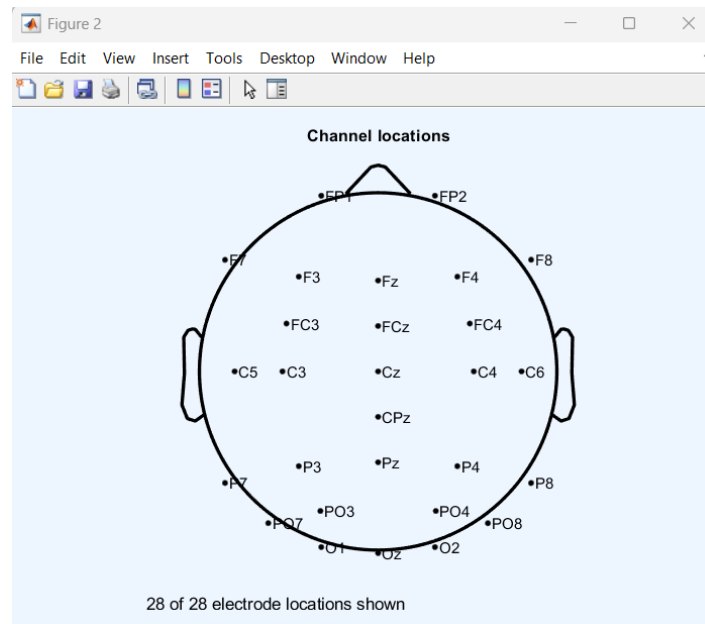 Figure 2
File Edit View Insert Tools Desktop Window Help
Channel locations
FP1 FP2
F7 F8
F3 Fz F4
FC3 FCz FC4
C5 C3 Cz C4 C6
CPz
P3 Pz P4
P7 P8
PO3 PO4
PO7 PO8
O1 Oz O2
28 of 28 electrode locations shown